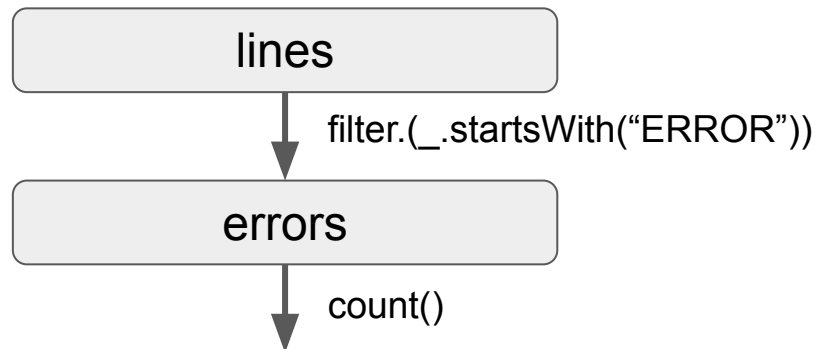 lines
filter.(_.startsWith(“ERROR”))
errors
count()